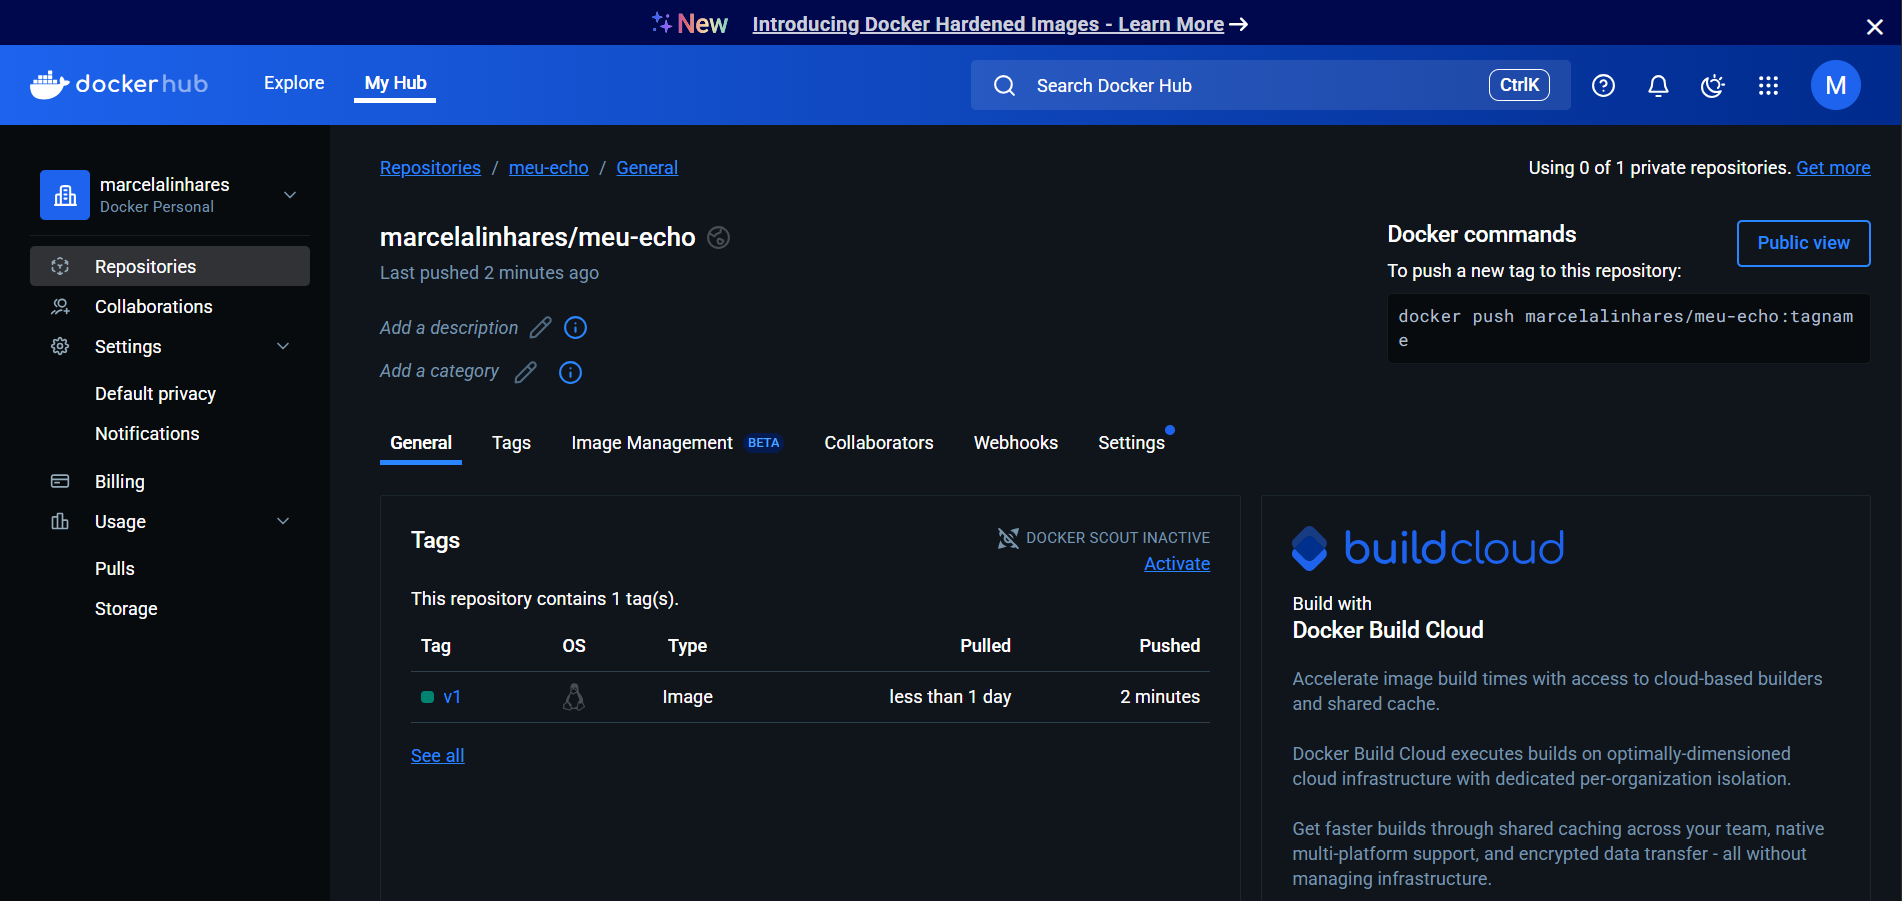 New Introducing Docker Hardened Images - Learn More
dockerhub Explore My Hub Search Docker Hub CtrlK M
marcelalinhares
Docker Personal
Repositories
Collaborations
Settings
Default privacy
Notifications
Billing
Usage
Pulls
Storage
Repositories / meu-echo / General
Using 0 of 1 private repositories. Get more
marcelalinhares/meu-echo
Last pushed 2 minutes ago
Add a description
Add a category
Docker commands
Public view
To push a new tag to this repository:
docker push marcelalinhares/meu-echo:tagnam
e
General Tags Image Management BETA Collaborators Webhooks Settings
Tags
DOCKER SCOUT INACTIVE
Activate
This repository contains 1 tag(s).
Tag OS Type Pulled Pushed
v1 Image less than 1 day 2 minutes
See all
buildcloud
Build with
Docker Build Cloud
Accelerate image build times with access to cloud-based builders
and shared cache.
Docker Build Cloud executes builds on optimally-dimensioned
cloud infrastructure with dedicated per-organization isolation.
Get faster builds through shared caching across your team, native
multi-platform support, and encrypted data transfer - all without
managing infrastructure.